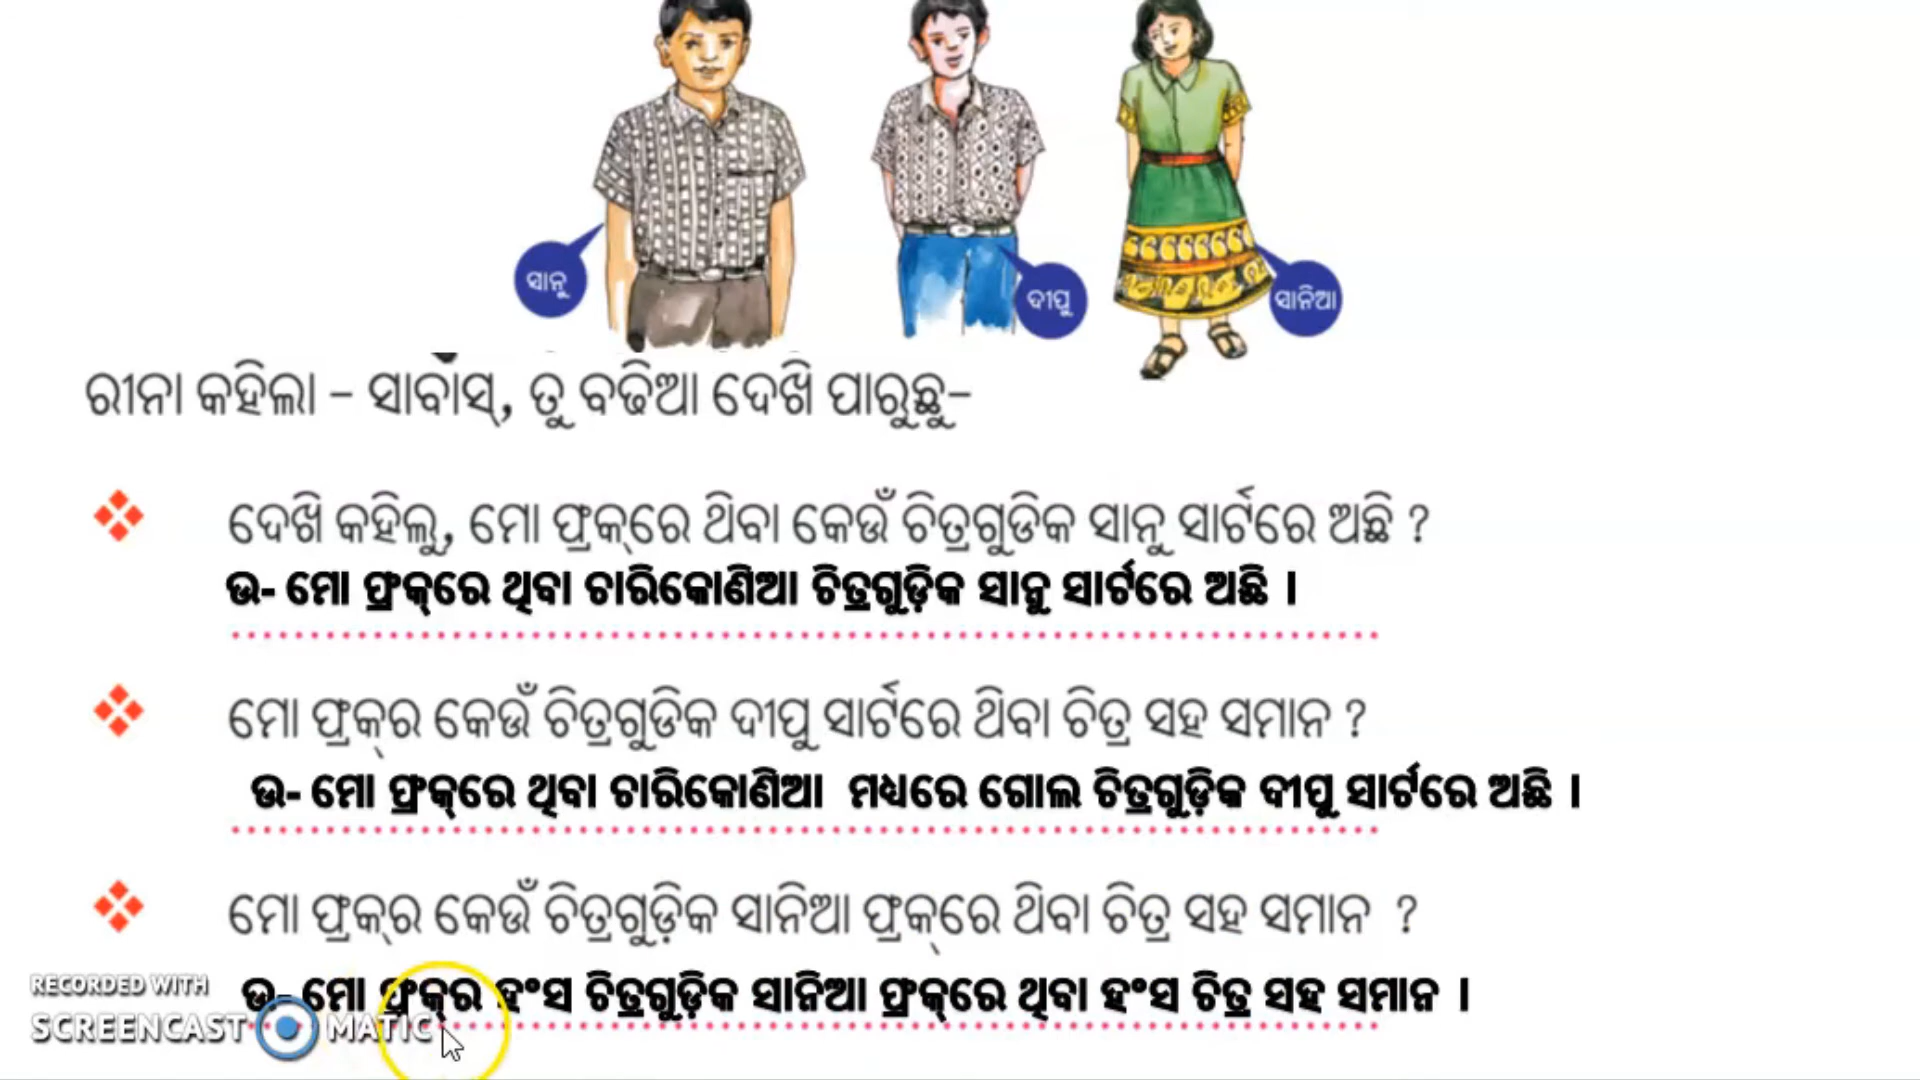 ସାନୁ
ଦୀପୁ
ସାନିଆ
ରୀନା କହିଲା – ସାବାସ୍, ତୁ ବଢିଆ ଦେଖି ପାରୁଛୁ–
ଦେଖି କହିଲୁ, ମୋ ଫ୍ରକ୍‌ରେ ଥିବା କେଉଁ ଚିତ୍ରଗୁଡିକ ସାନୁ ସାର୍ଟରେ ଅଛି ?
ଉ- ମୋ ଫ୍ରକ୍‌ରେ ଥିବା ଚାରିକୋଣିଆ ଚିତ୍ରଗୁଡ଼ିକ ସାନୁ ସାର୍ଟରେ ଅଛି ।
ମୋ ଫ୍ରକ୍‌ର କେଉଁ ଚିତ୍ରଗୁଡିକ ଦୀପୁ ସାର୍ଟରେ ଥିବା ଚିତ୍ର ସହ ସମାନ ?
ଉ- ମୋ ଫ୍ରକ୍‌ରେ ଥିବା ଚାରିକୋଣିଆ ମଧ୍ୟରେ ଗୋଲ ଚିତ୍ରଗୁଡ଼ିକ ଦୀପୁ ସାର୍ଟରେ ଅଛି ।
ମୋ ଫ୍ରକ୍‌ର କେଉଁ ଚିତ୍ରଗୁଡ଼ିକ ସାନିଆ ଫ୍ରକ୍‌ରେ ଥିବା ଚିତ୍ର ସହ ସମାନ ?
ଉ- ମୋ ଫ୍ରକ୍‌ର ହଂସ ଚିତ୍ରଗୁଡ଼ିକ ସାନିଆ ଫ୍ରକ୍‌ରେ ଥିବା ହଂସ ଚିତ୍ର ସହ ସମାନ ।
RECORDED WITH
SCREENCAST MATIC